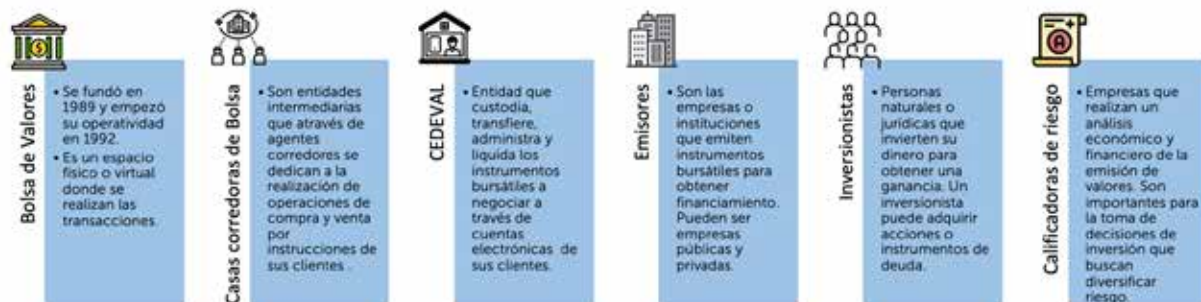 Bolsa de Valores
• Se fundó en
1989 y empezó
su operatividad
en 1992.
• Es un espacio
físico o virtual
donde se
realizan las
transacciones.
Casas corredoras de Bolsa
• Son entidades
intermediarias
que através de
agentes
corredores se
dedican a la
realización de
operaciones de
compra y venta
por
instrucciones de
sus clientes .
CEDEVAL
• Entidad que
custodia,
transfiere,
administra y
liquida los
instrumentos
bursátiles a
negociar a
través de
cuentas
electrónicas de
sus clientes.
Emisores
• Son las
empresas o
instituciones
que emiten
instrumentos
bursátiles para
obtener
financiamiento.
Pueden ser
empresas
públicas y
privadas.
Inversionistas
• Personas
naturales o
jurídicas que
invierten su
dinero para
obtener una
ganancia. Un
inversionista
puede adquirir
acciones o
instrumentos de
deuda.
Calificadoras de riesgo
A
• Empresas que
realizan un
análisis
económico y
financiero de la
emisión de
valores. Son
importantes para
la toma de
decisiones de
inversión que
buscan
diversificar
riesgo.